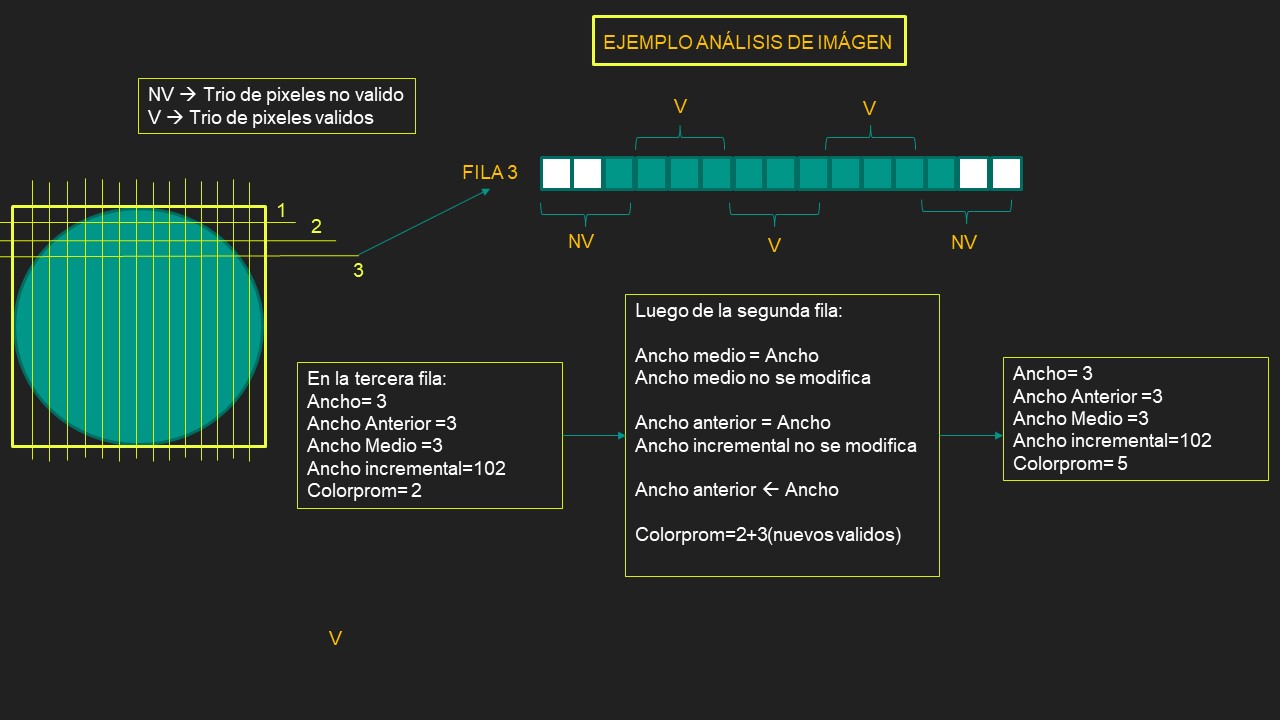 EJEMPLO ANÁLISIS DE IMÁGEN
NV → Trio de pixeles no valido
V → Trio de pixeles validos
V
V
FILA 3
NV
V
NV
1
2
3
En la tercera fila:
Ancho= 3
Ancho Anterior =3
Ancho Medio =3
Ancho incremental=102
Colorprom= 2
Luego de la segunda fila:
Ancho medio = Ancho
Ancho medio no se modifica
Ancho anterior = Ancho
Ancho incremental no se modifica
Ancho anterior ← Ancho
Colorprom=2+3(nuevos validos)
Ancho= 3
Ancho Anterior =3
Ancho Medio =3
Ancho incremental=102
Colorprom= 5
V